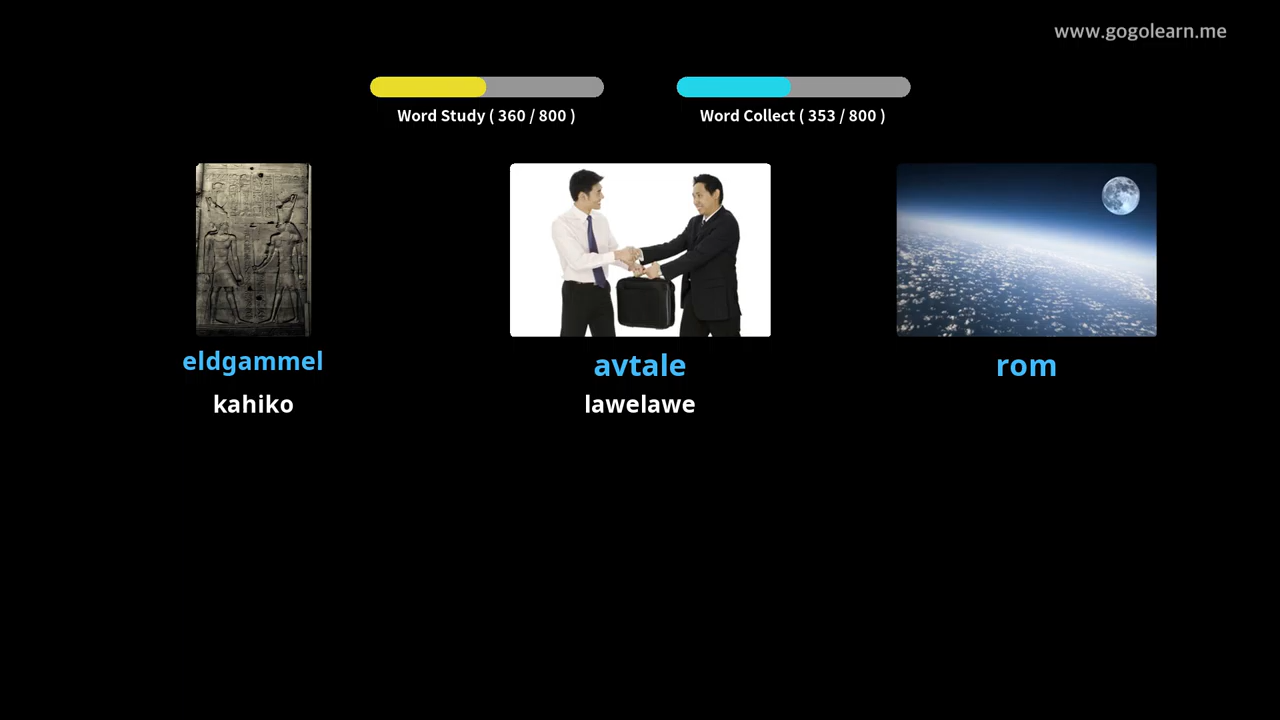 www.gogolearn.me
Word Study ( 360 / 800 )
Word Collect ( 353 / 800 )
eldgammel
avtale
rom
kahiko
lawelawe